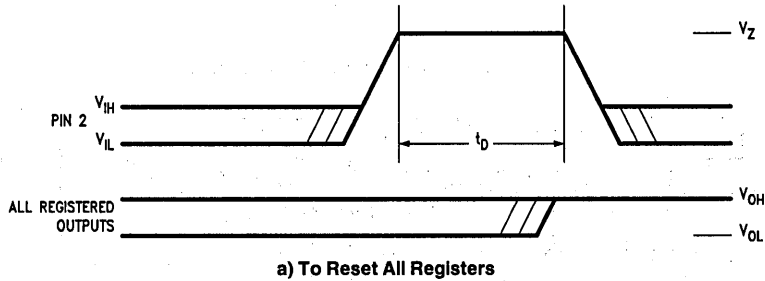 V_Z
V_IH
PIN 2
V_IL
t_D
ALL REGISTERED
OUTPUTS
V_OH
V_OL
a) To Reset All Registers